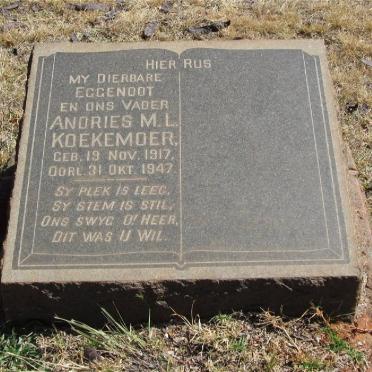 HIER RUS
MY DIERBARE
EGGENOOT
EN ONS VADER
ANDRIES M. L.
KOEKEMOER,
GEB. 19 NOV. 1917,
OORL. 31 OKT. 1947.
SY PLEK IS LEEG,
SY STEM IS STIL,
ONS SWYG O! HEER,
DIT WAS U WIL.